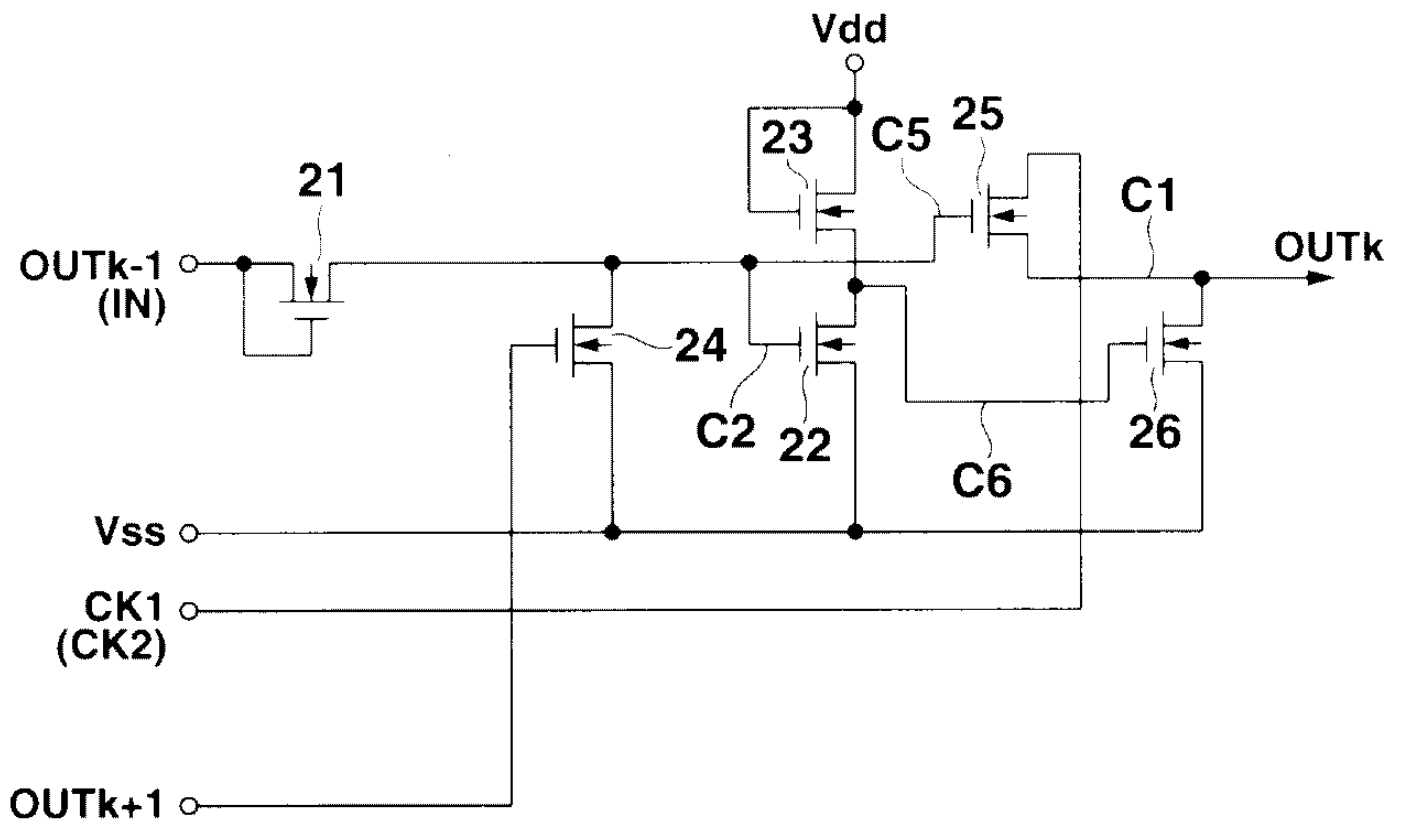 Vdd
23
C5
25
21
C1
OUTk-1
(IN)
OUTk
24
C2
22
26
C6
Vss
CK1
(CK2)
OUTk+1